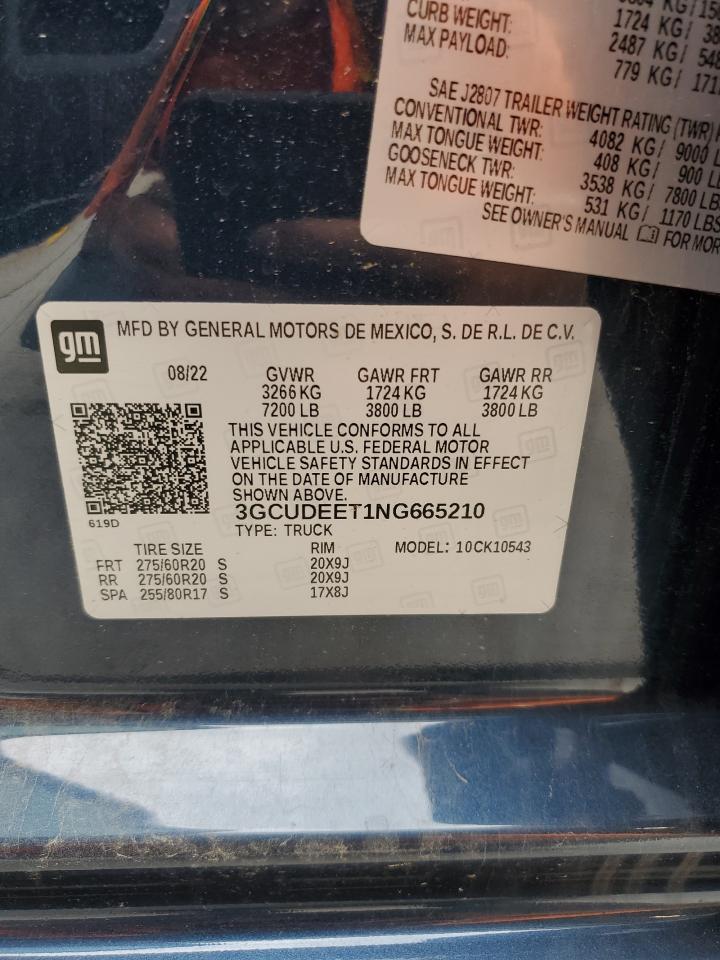 KG/
CURB WEIGHT: 1724 KG/
MAX PAYLOAD: 2487 KG/
779 KG/
SAE J2807 TRAILER WEIGHT RATING (TWR)
CONVENTIONAL TWR: 4082 KG/ 9000
MAX TONGUE WEIGHT: 408 KG/ 900
GOOSENECK TWR: 3538 KG/ 7800 LBS
MAX TONGUE WEIGHT: 531 KG/ 1170 LBS
SEE OWNER'S MANUAL FOR
gm
MFD BY GENERAL MOTORS DE MEXICO, S. DE R.L. DE C.V.
08/22 GVWR GAWR FRT GAWR RR
3266 KG 1724 KG 1724 KG
7200 LB 3800 LB 3800 LB
THIS VEHICLE CONFORMS TO ALL
APPLICABLE U.S. FEDERAL MOTOR
VEHICLE SAFETY STANDARDS IN EFFECT
ON THE DATE OF MANUFACTURE
SHOWN ABOVE.
3GCUDEET1NG665210
619D
TYPE: TRUCK
TIRE SIZE RIM MODEL: 10CK10543
FRT 275/60R20 S 20X9J
RR 275/60R20 S 20X9J
SPA 255/80R17 S 17X8J